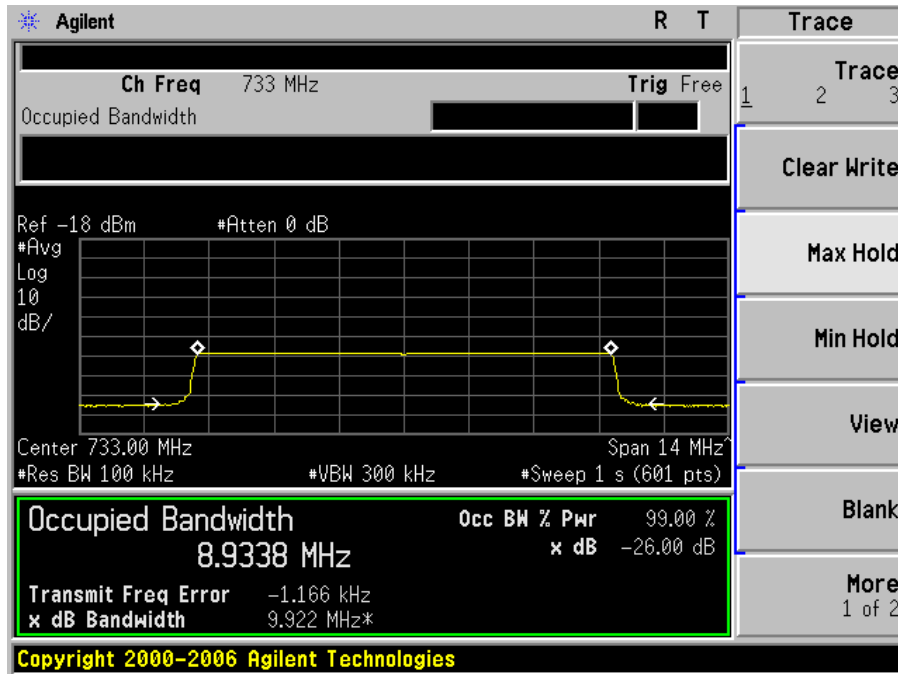 Agilent R T Trace
Ch Freq 733 MHz Trig Free
Occupied Bandwidth
Trace
1 2 3
Clear Write
Max Hold
Min Hold
View
Blank
More
1 of 2
Ref -18 dBm #Atten 0 dB
#Avg
Log
10
dB/
Center 733.00 MHz Span 14 MHz^
#Res BW 100 kHz #VBW 300 kHz #Sweep 1 s (601 pts)
Occupied Bandwidth Occ BW % Pwr 99.00 %
8.9338 MHz x dB -26.00 dB
Transmit Freq Error -1.166 kHz
x dB Bandwidth 9.922 MHz*
Copyright 2000-2006 Agilent Technologies